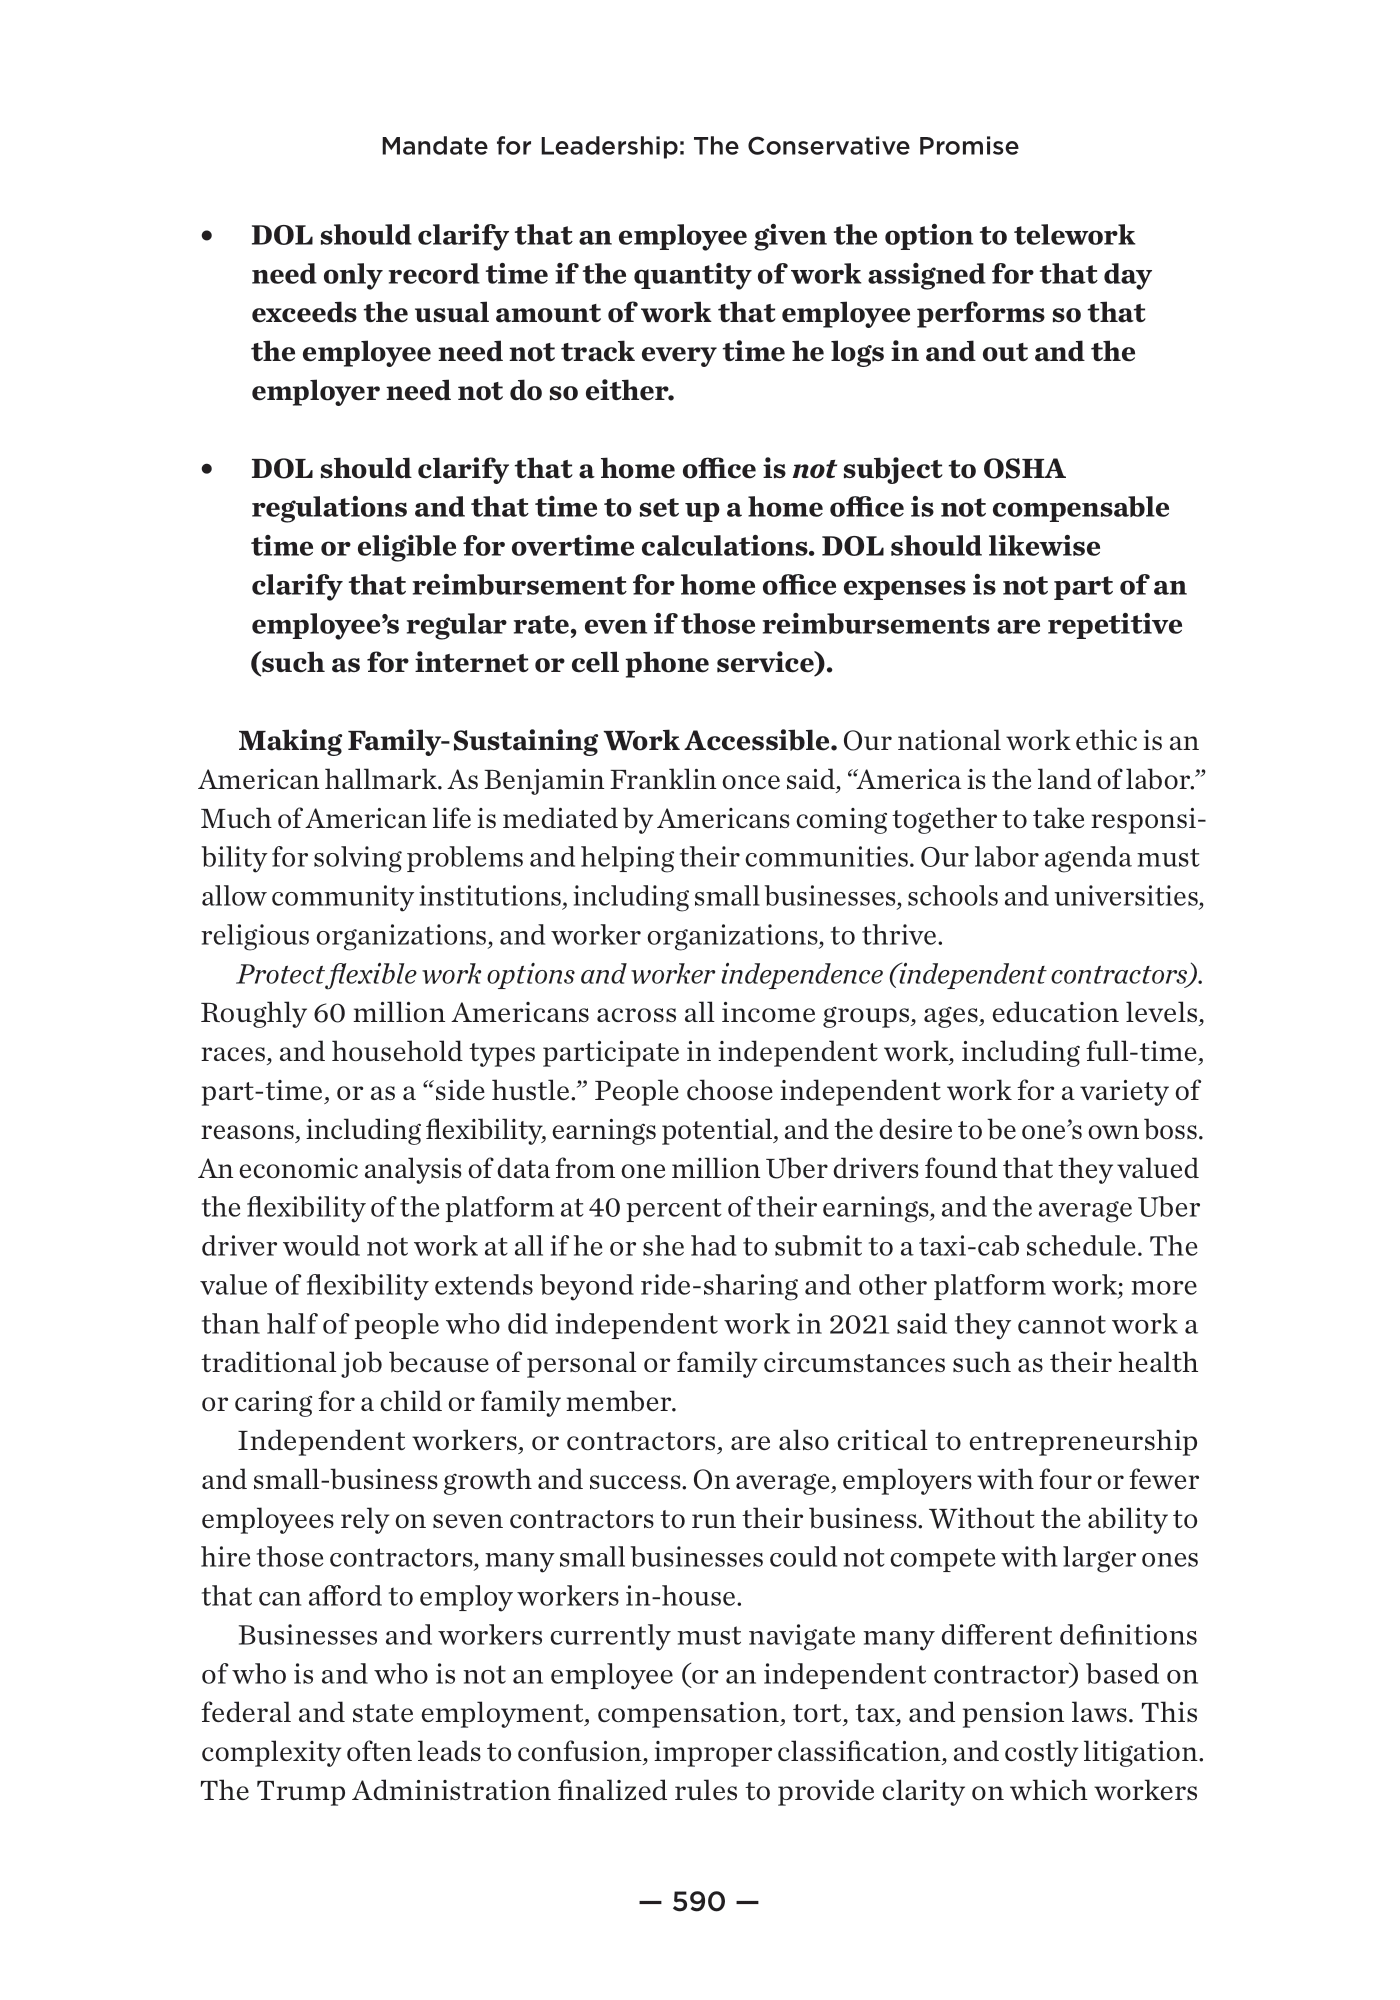 Mandate for Leadership: The Conservative Promise
• DOL should clarify that an employee given the option to telework
need only record time if the quantity of work assigned for that day
exceeds the usual amount of work that employee performs so that
the employee need not track every time he logs in and out and the
employer need not do so either.
• DOL should clarify that a home office is not subject to OSHA
regulations and that time to set up a home office is not compensable
time or eligible for overtime calculations. DOL should likewise
clarify that reimbursement for home office expenses is not part of an
employee’s regular rate, even if those reimbursements are repetitive
(such as for internet or cell phone service).
Making Family-Sustaining Work Accessible. Our national work ethic is an
American hallmark. As Benjamin Franklin once said, “America is the land of labor.”
Much of American life is mediated by Americans coming together to take responsi-
bility for solving problems and helping their communities. Our labor agenda must
allow community institutions, including small businesses, schools and universities,
religious organizations, and worker organizations, to thrive.
Protect flexible work options and worker independence (independent contractors).
Roughly 60 million Americans across all income groups, ages, education levels,
races, and household types participate in independent work, including full-time,
part-time, or as a “side hustle.” People choose independent work for a variety of
reasons, including flexibility, earnings potential, and the desire to be one’s own boss.
An economic analysis of data from one million Uber drivers found that they valued
the flexibility of the platform at 40 percent of their earnings, and the average Uber
driver would not work at all if he or she had to submit to a taxi-cab schedule. The
value of flexibility extends beyond ride-sharing and other platform work; more
than half of people who did independent work in 2021 said they cannot work a
traditional job because of personal or family circumstances such as their health
or caring for a child or family member.
Independent workers, or contractors, are also critical to entrepreneurship
and small-business growth and success. On average, employers with four or fewer
employees rely on seven contractors to run their business. Without the ability to
hire those contractors, many small businesses could not compete with larger ones
that can afford to employ workers in-house.
Businesses and workers currently must navigate many different definitions
of who is and who is not an employee (or an independent contractor) based on
federal and state employment, compensation, tort, tax, and pension laws. This
complexity often leads to confusion, improper classification, and costly litigation.
The Trump Administration finalized rules to provide clarity on which workers
— 590 —